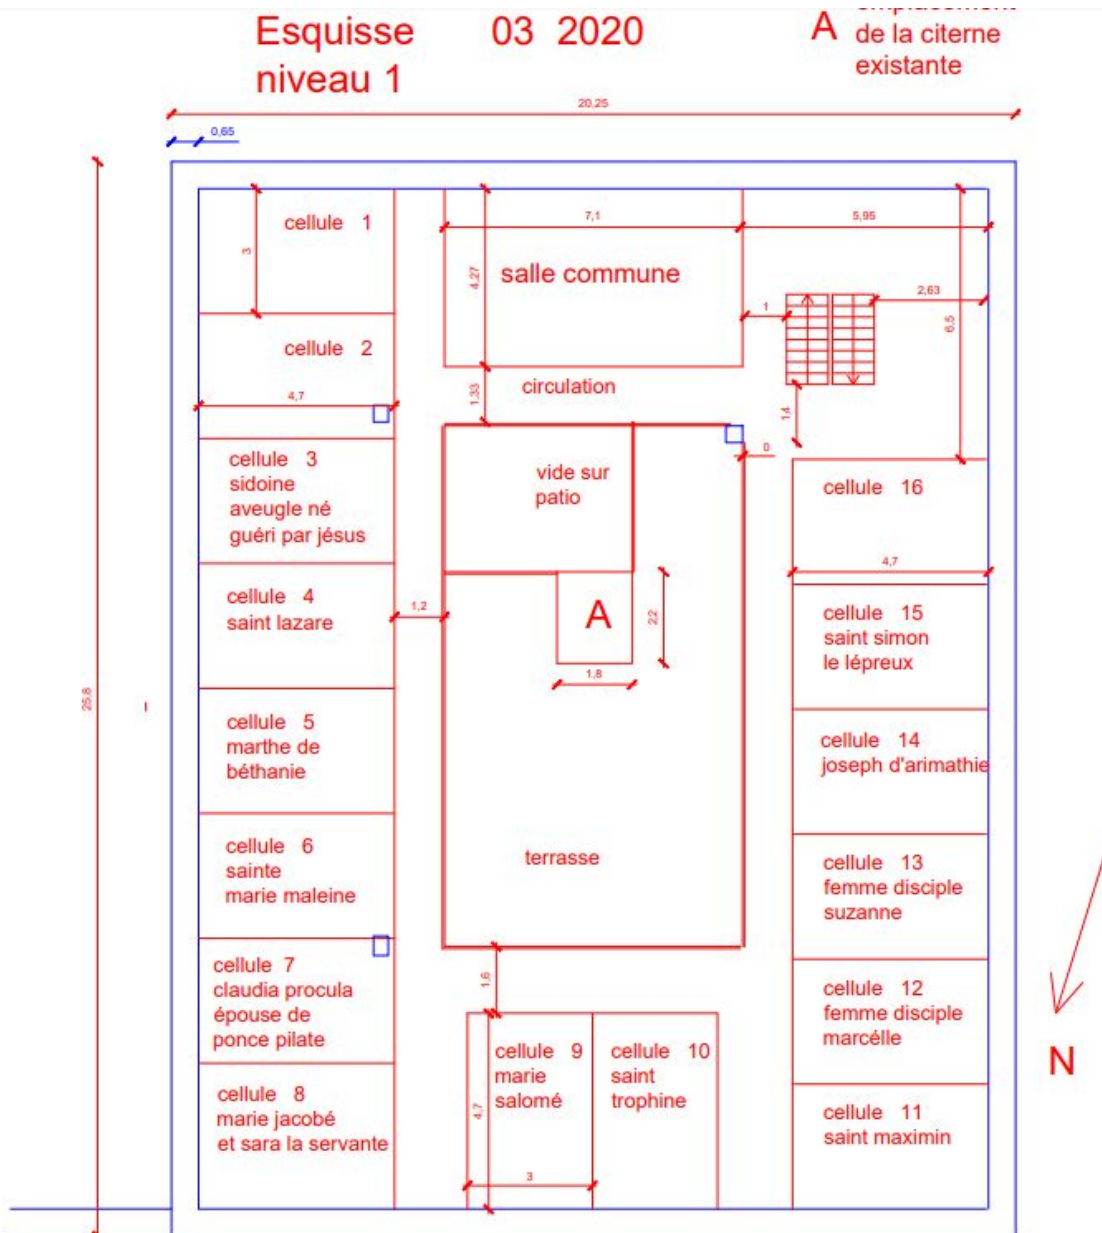 Esquisse 03 2020
niveau 1
A emplacement
de la citerne
existante
20,25
0,65
cellule 1
7,1
5,95
3
4,27
salle commune
2,63
1
6,5
cellule 2
circulation
4,7
1,33
1,4
0
cellule 3
sidoine
aveugle né
guéri par jésus
vide sur
patio
cellule 16
4,7
cellule 4
saint lazare
1,2
A
2,2
1,8
cellule 15
saint simon
le lépreux
25,8
cellule 5
marthe de
béthanie
cellule 14
joseph d'arimathie
cellule 6
sainte
marie maleine
terrasse
cellule 13
femme disciple
suzanne
cellule 7
claudia procula
épouse de
ponce pilate
1,6
cellule 12
femme disciple
marcélle
N
cellule 9
marie
salomé
cellule 10
saint
trophine
4,7
3
cellule 8
marie jacobé
et sara la servante
cellule 11
saint maximin